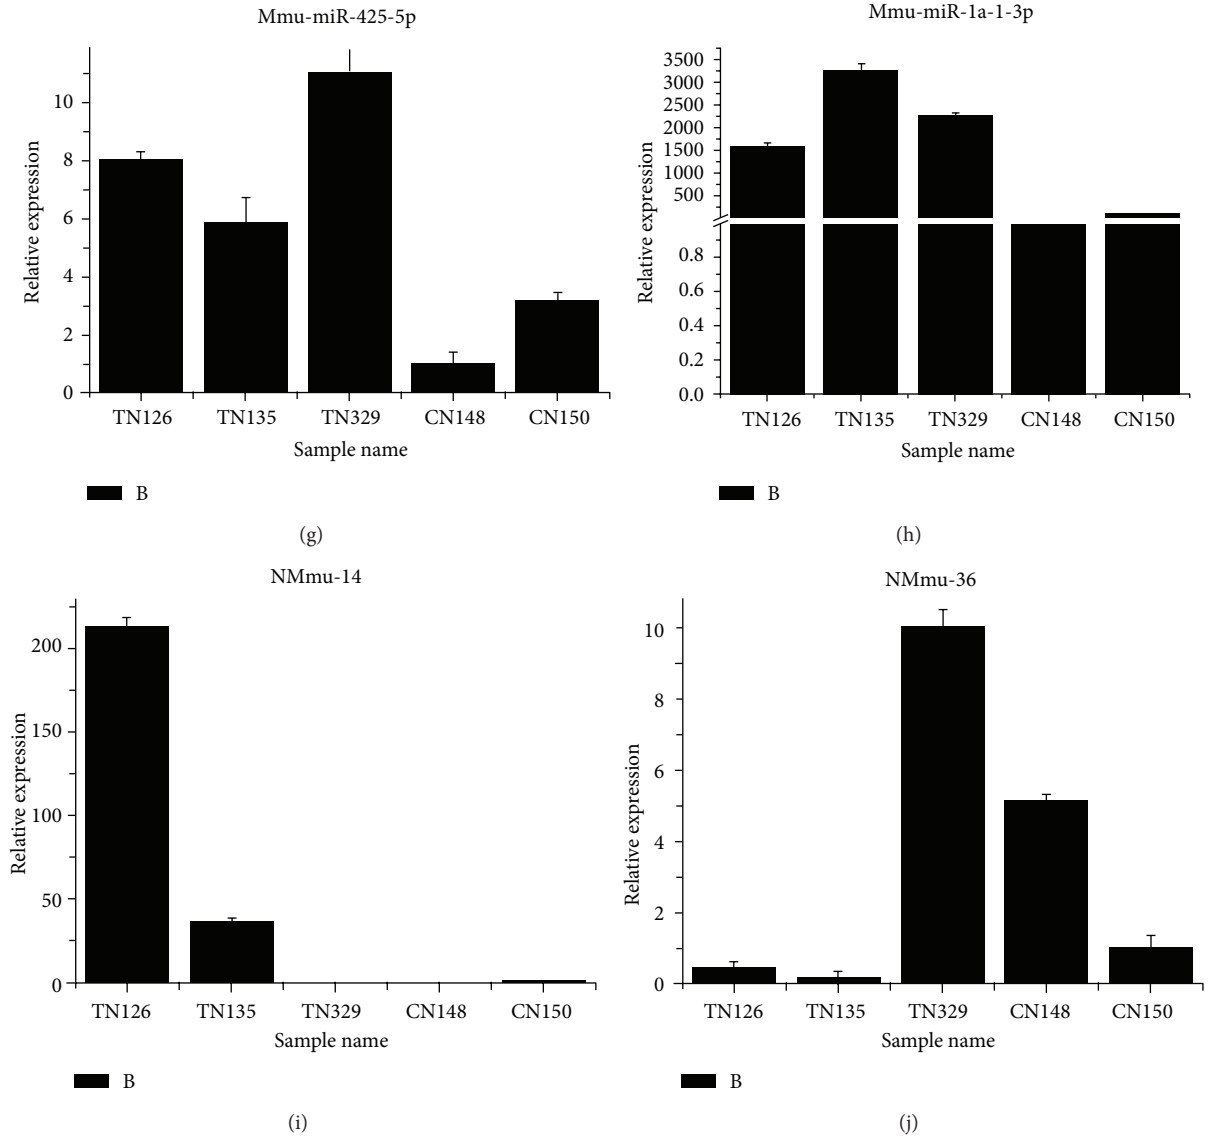 Mmu-miR-425-5p
Relative expression
10
8
6
4
2
0
TN126 TN135 TN329 CN148 CN150
Sample name
B
(g)
Mmu-miR-1a-1-3p
Relative expression
3500
3000
2500
2000
1500
1000
500
0.8
0.6
0.4
0.2
0.0
TN126 TN135 TN329 CN148 CN150
Sample name
B
(h)
NMmu-14
Relative expression
200
150
100
50
0
TN126 TN135 TN329 CN148 CN150
Sample name
B
(i)
NMmu-36
Relative expression
10
8
6
4
2
0
TN126 TN135 TN329 CN148 CN150
Sample name
B
(j)